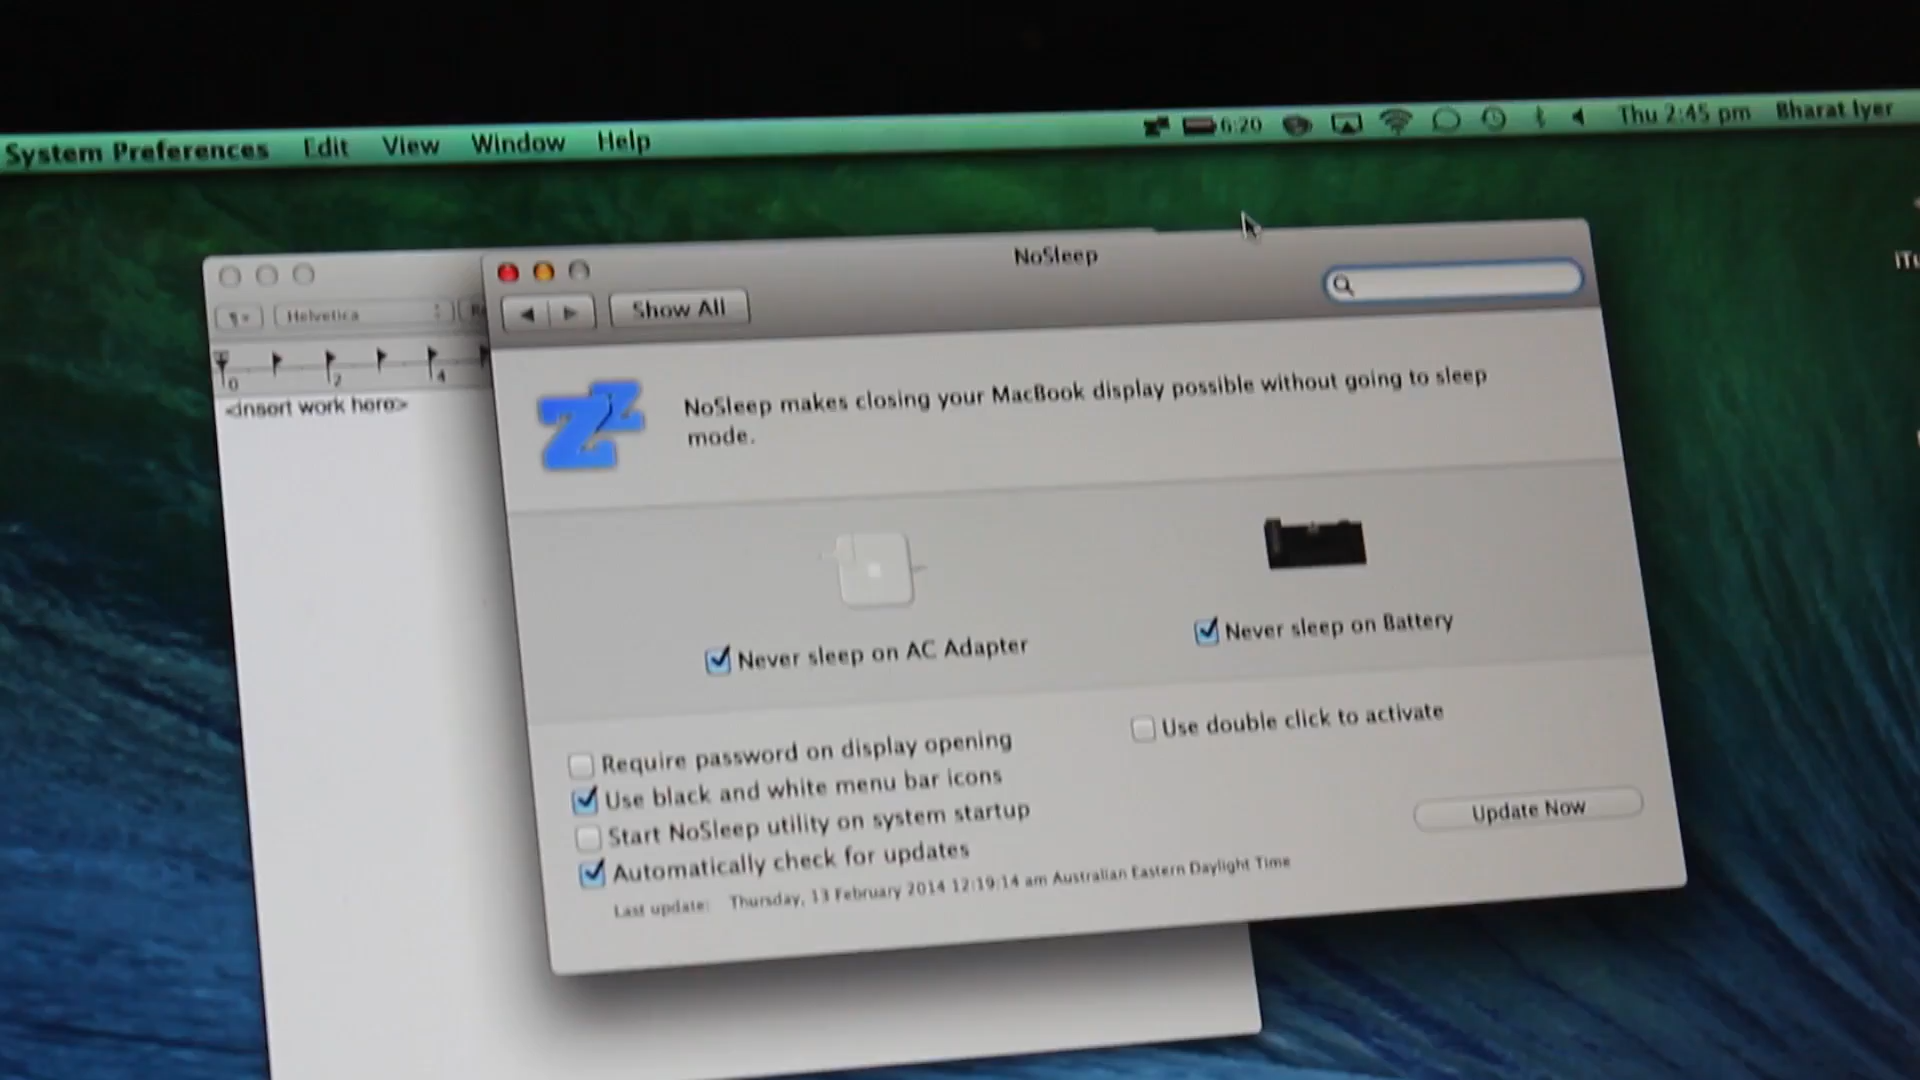 System Preferences Edit View Window Help 6:20 Thu 2:45 pm Bharat Iyer
NoSleep
Show All
Helvetica
0 2 4
<insert work here>
NoSleep makes closing your MacBook display possible without going to sleep
mode.
Never sleep on AC Adapter
Never sleep on Battery
Require password on display opening
Use double click to activate
Use black and white menu bar icons
Start NoSleep utility on system startup
Update Now
Automatically check for updates
Last update: Thursday, 13 February 2014 12:19:14 am Australian Eastern Daylight Time